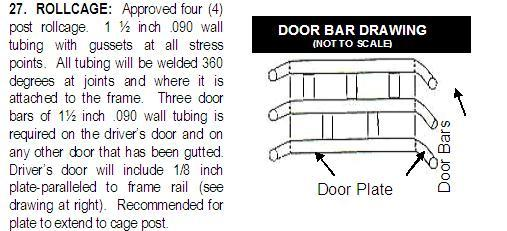 27. ROLLCAGE: Approved four (4)
post rollcage. 1 ½ inch .090 wall
tubing with gussets at all stress
points. All tubing will be welded 360
degrees at joints and where it is
attached to the frame. Three door
bars of 1½ inch .090 wall tubing is
required on the driver's door and on
any other door that has been gutted.
Driver's door will include 1/8 inch
plate-paralleled to frame rail (see
drawing at right). Recommended for
plate to extend to cage post.
DOOR BAR DRAWING
(NOT TO SCALE)
Door Bars
Door Plate